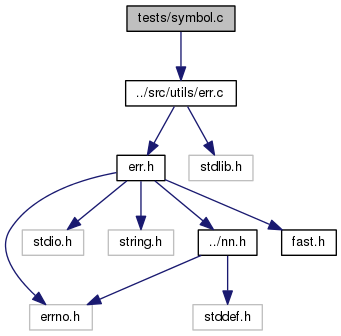 tests/symbol.c
../src/utils/err.c
err.h
stdlib.h
stdio.h
string.h
../nn.h
fast.h
errno.h
stddef.h